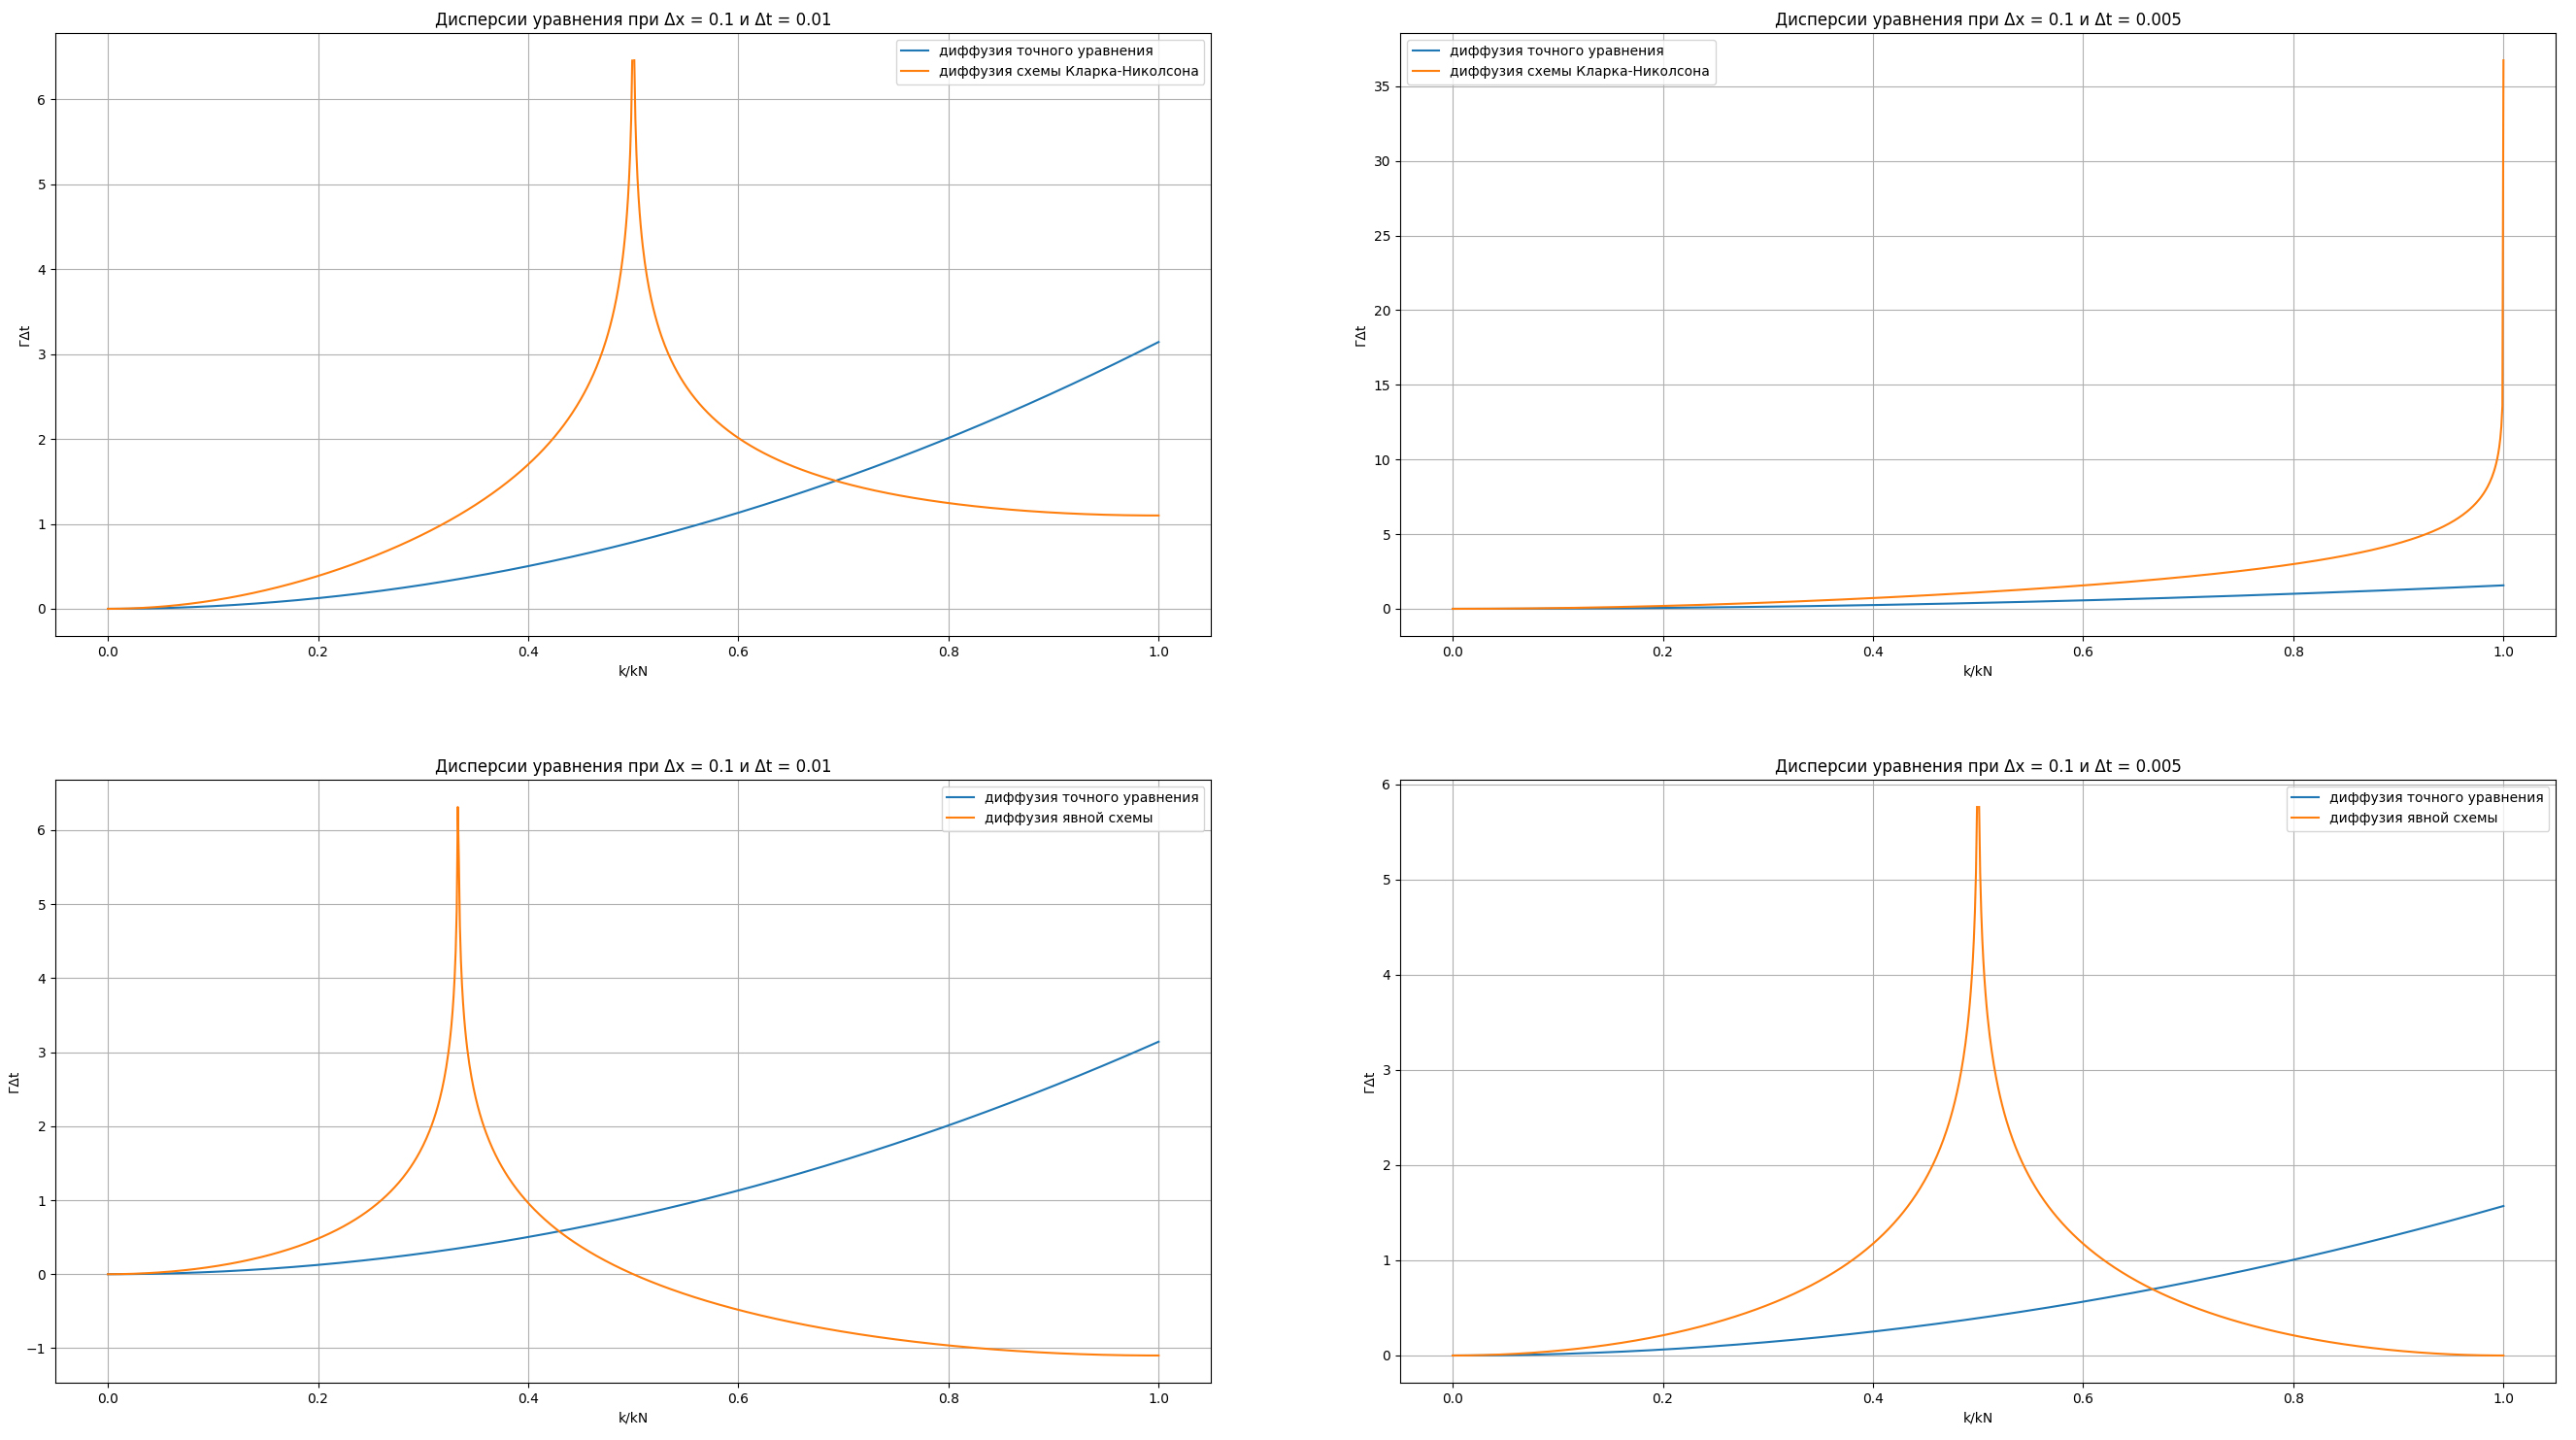 Дисперсии уравнения при Δx = 0.1 и Δt = 0.01
диффузия точного уравнения
диффузия схемы Кларка-Николсона
ΓΔt
6
5
4
3
2
1
0
0.0 0.2 0.4 0.6 0.8 1.0
k/kN
Дисперсии уравнения при Δx = 0.1 и Δt = 0.005
диффузия точного уравнения
диффузия схемы Кларка-Николсона
ΓΔt
35
30
25
20
15
10
5
0
0.0 0.2 0.4 0.6 0.8 1.0
k/kN
Дисперсии уравнения при Δx = 0.1 и Δt = 0.01
диффузия точного уравнения
диффузия явной схемы
ΓΔt
6
5
4
3
2
1
0
−1
0.0 0.2 0.4 0.6 0.8 1.0
k/kN
Дисперсии уравнения при Δx = 0.1 и Δt = 0.005
диффузия точного уравнения
диффузия явной схемы
ΓΔt
6
5
4
3
2
1
0
0.0 0.2 0.4 0.6 0.8 1.0
k/kN